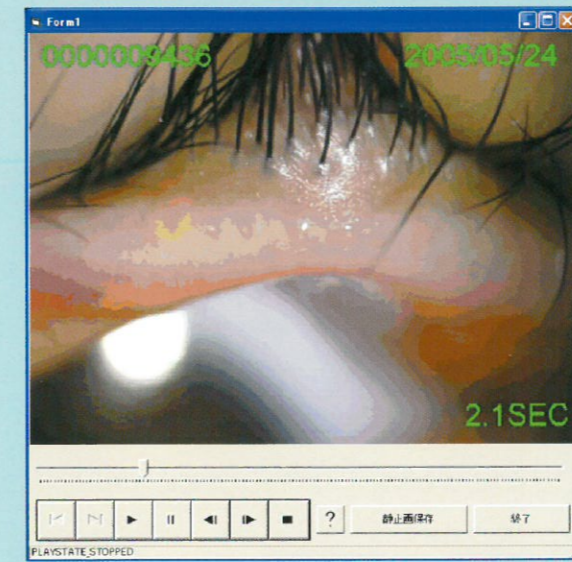 Form1
0000009436 2005/05/24
2.1SEC
? 静止画保存 終了
PLAYSTATE_STOPPED